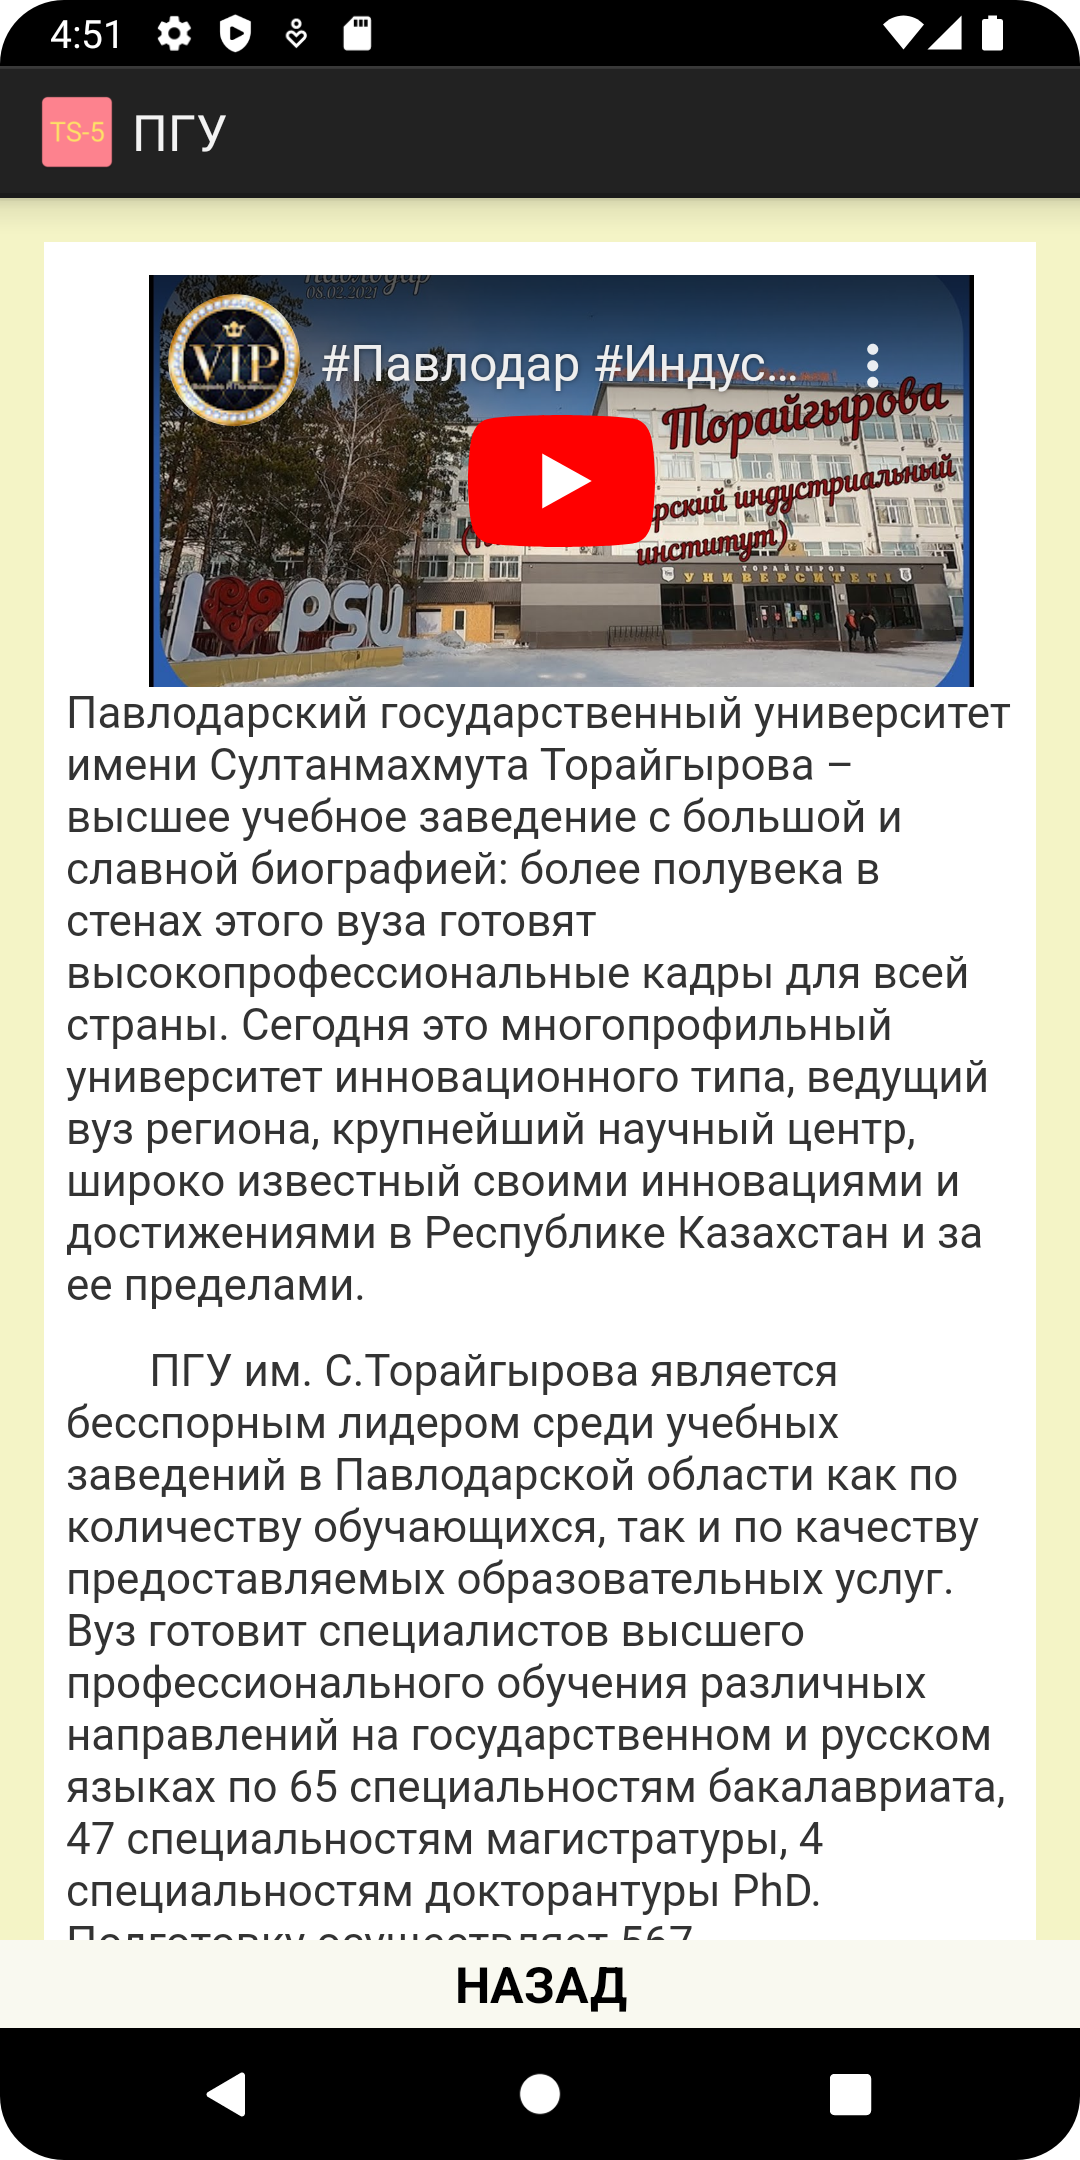 4:51
TS-5
ПГУ
08.02.2021
VIP
#Павлодар #Индус...
Торайгырова
рский индустриальный
институт)
ТОРАЙГЫРОВ
УНИВЕРСИТЕТІ
I PSU
Павлодарский государственный университет
имени Султанмахмута Торайгырова –
высшее учебное заведение с большой и
славной биографией: более полувека в
стенах этого вуза готовят
высокопрофессиональные кадры для всей
страны. Сегодня это многопрофильный
университет инновационного типа, ведущий
вуз региона, крупнейший научный центр,
широко известный своими инновациями и
достижениями в Республике Казахстан и за
ее пределами.
ПГУ им. С.Торайгырова является
бесспорным лидером среди учебных
заведений в Павлодарской области как по
количеству обучающихся, так и по качеству
предоставляемых образовательных услуг.
Вуз готовит специалистов высшего
профессионального обучения различных
направлений на государственном и русском
языках по 65 специальностям бакалавриата,
47 специальностям магистратуры, 4
специальностям докторантуры PhD.
Подготовку осуществляет 567
НАЗАД